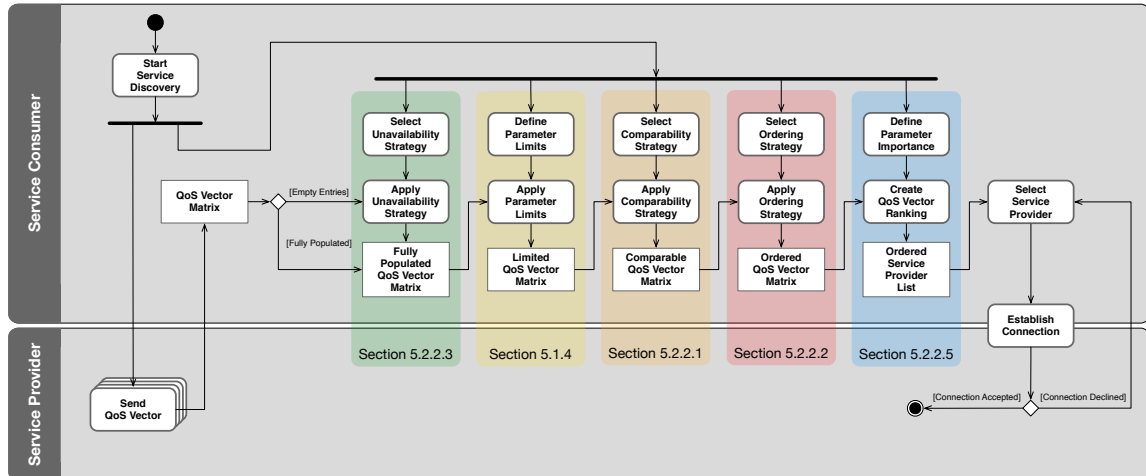 Service Consumer
Start
Service
Discovery
Select
Unavailability
Strategy
Define
Parameter
Limits
Select
Comparability
Strategy
Select
Ordering
Strategy
Define
Parameter
Importance
QoS Vector
Matrix
[Empty Entries]
[Fully Populated]
Apply
Unavailability
Strategy
Apply
Parameter
Limits
Apply
Comparability
Strategy
Apply
Ordering
Strategy
Create
QoS Vector
Ranking
Select
Service
Provider
Fully
Populated
QoS Vector
Matrix
Limited
QoS Vector
Matrix
Comparable
QoS Vector
Matrix
Ordered
QoS Vector
Matrix
Ordered
Service
Provider
List
Establish
Connection
Service Provider
Section 5.2.2.3
Section 5.1.4
Section 5.2.2.1
Section 5.2.2.2
Section 5.2.2.5
Send
QoS Vector
[Connection Accepted]
[Connection Declined]